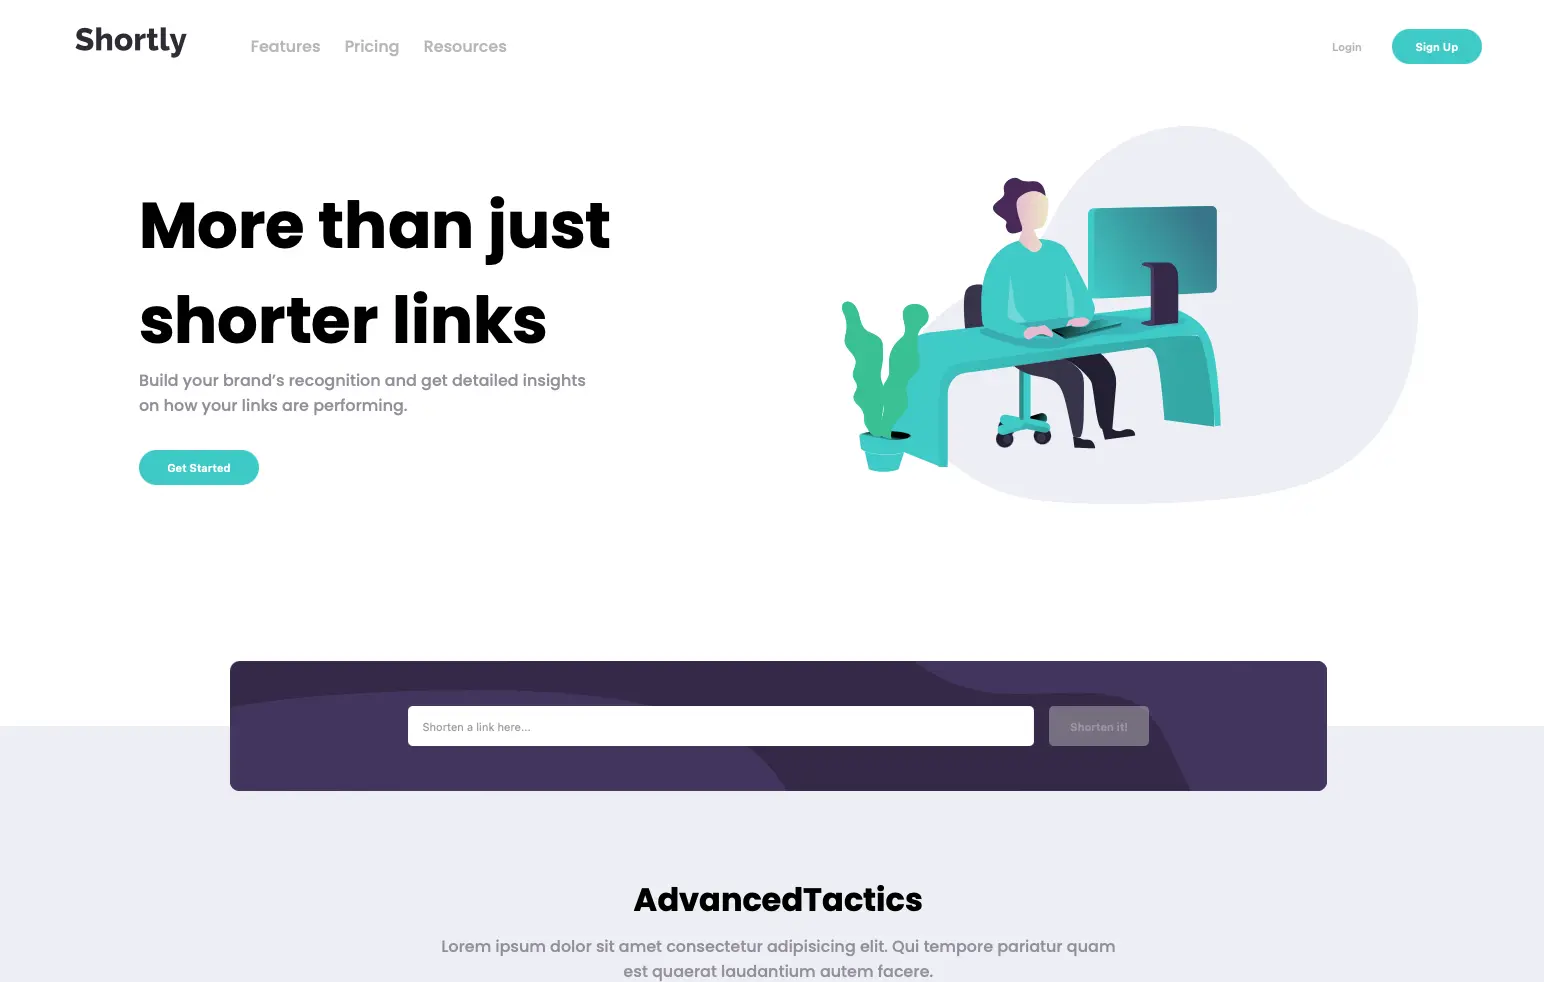 Shortly
Features
Pricing
Resources
Login
Sign Up
More than just
shorter links
Build your brand’s recognition and get detailed insights
on how your links are performing.
Get Started
Shorten a link here...
Shorten it!
AdvancedTactics
Lorem ipsum dolor sit amet consectetur adipisicing elit. Qui tempore pariatur quam
est quaerat laudantium autem facere.